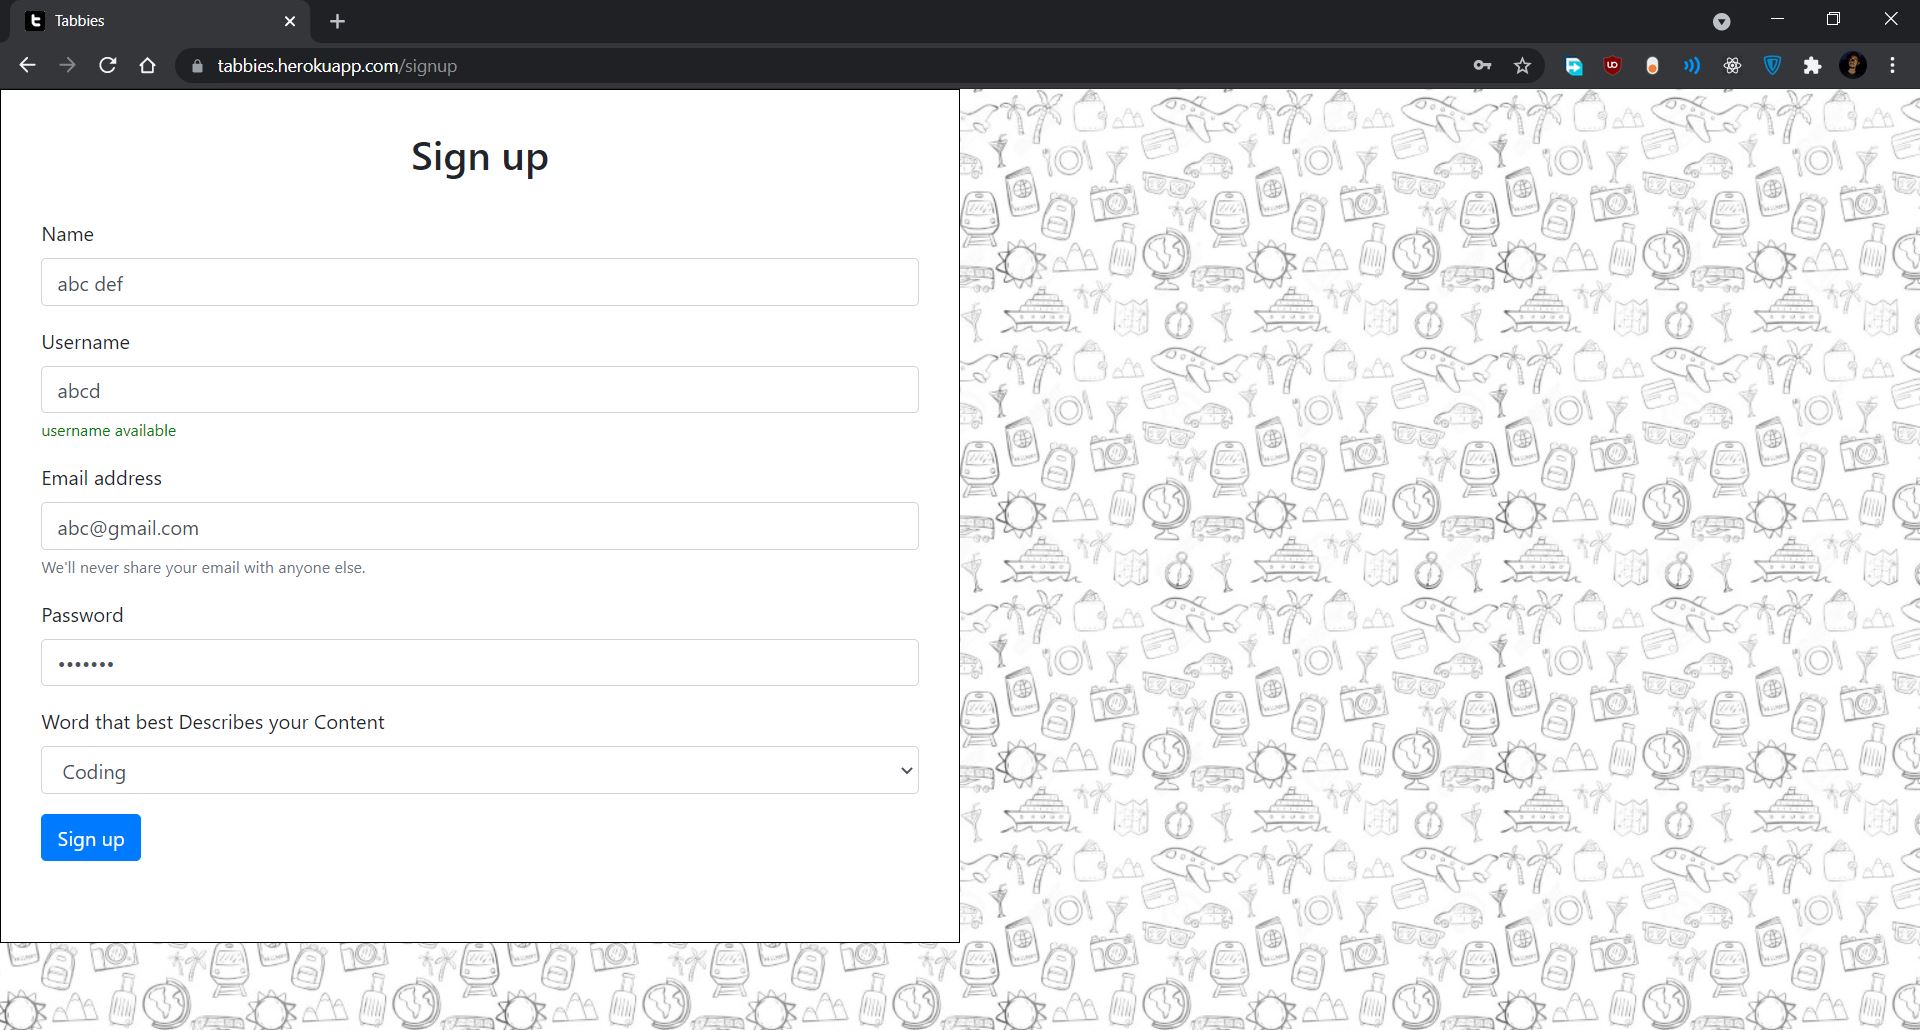 Tabbies
tabbies.herokuapp.com/signup
Sign up
Name
abc def
Username
abcd
username available
Email address
abc@gmail.com
We'll never share your email with anyone else.
Password
•••••••
Word that best Describes your Content
Coding
Sign up